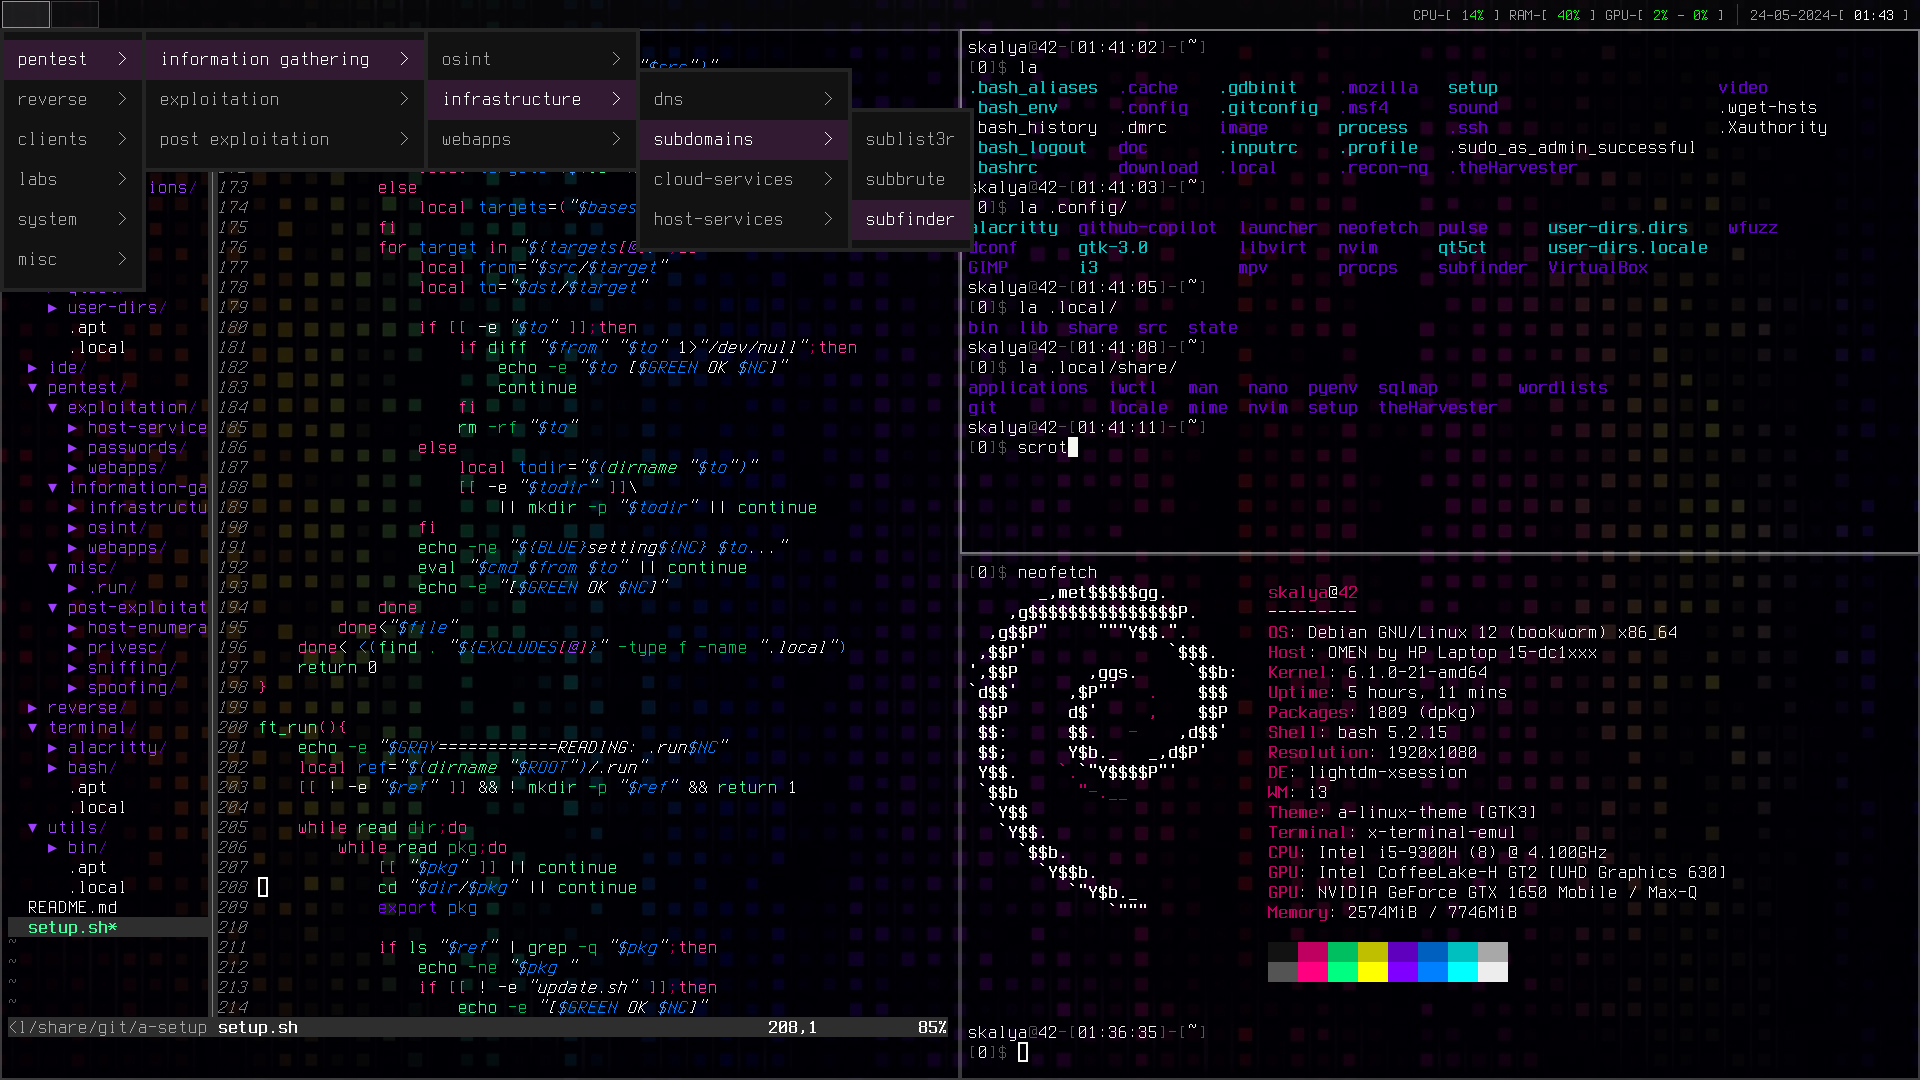 CPU-[ 14% ] RAM-[ 40% ] GPU-[ 2% - 0% ] 24-05-2024-[ 01:43 ]
pentest >
reverse >
clients >
labs >
system >
misc >
information gathering >
exploitation >
post exploitation >
osint >
infrastructure >
webapps >
dns >
subdomains >
cloud-services >
host-services >
sublist3r
subbrute
subfinder
ions/
▶ user-dirs/
.apt
.local
▶ ide/
▼ pentest/
▼ exploitation/
▶ host-service
▶ passwords/
▶ webapps/
▼ information-ga
▶ infrastructu
▶ osint/
▶ webapps/
▼ misc/
▶ .run/
▼ post-exploitat
▶ host-enumera
▶ privesc/
▶ sniffing/
▶ spoofing/
▶ reverse/
▼ terminal/
▶ alacritty/
▶ bash/
.apt
.local
▼ utils/
▶ bin/
.apt
.local
README.md
setup.sh*
~
~
~
~
<l/share/git/a-setup
"$src")"
173 else
174 local targets=("$bases
175 fi
176 for target in "${targets[@
177 local from="$src/$target"
178 local to="$dst/$target"
179
180 if [[ -e "$to" ]];then
181 if diff "$from" "$to" 1>"/dev/null";then
182 echo -e "$to [$GREEN OK $NC]"
183 continue
184 fi
185 rm -rf "$to"
186 else
187 local todir="$(dirname "$to")"
188 [[ -e "$todir" ]]\
189 || mkdir -p "$todir" || continue
190 fi
191 echo -ne "${BLUE}setting${NC} $to..."
192 eval "$cmd $from $to" || continue
193 echo -e "[$GREEN OK $NC]"
194 done
195 done<"$file"
196 done< <(find . "${EXCLUDES[@]}" -type f -name ".local")
197 return 0
198 }
199
200 ft_run(){
201 echo -e "$GRAY============READING: .run$NC"
202 local ref="$(dirname "$ROOT")/.run"
203 [[ ! -e "$ref" ]] && ! mkdir -p "$ref" && return 1
204
205 while read dir;do
206 while read pkg;do
207 [[ "$pkg" ]] || continue
208 cd "$dir/$pkg" || continue
209 export pkg
210
211 if ls "$ref" | grep -q "$pkg";then
212 echo -ne "$pkg "
213 if [[ ! -e "update.sh" ]];then
214 echo -e "[$GREEN OK $NC]"
setup.sh 208,1 85%
skalya@42-[01:41:02]-[~]
[0]$ la
.bash_aliases .cache .gdbinit .mozilla setup video
.bash_env .config .gitconfig .msf4 sound .wget-hsts
.bash_history .dmrc image process .ssh .Xauthority
.bash_logout doc .inputrc .profile .sudo_as_admin_successful
.bashrc download .local .recon-ng .theHarvester
skalya@42-[01:41:03]-[~]
[0]$ la .config/
alacritty github-copilot launcher neofetch pulse user-dirs.dirs wfuzz
dconf gtk-3.0 libvirt nvim qt5ct user-dirs.locale
GIMP i3 mpv procps subfinder VirtualBox
skalya@42-[01:41:05]-[~]
[0]$ la .local/
bin lib share src state
skalya@42-[01:41:08]-[~]
[0]$ la .local/share/
applications iwctl man nano pyenv sqlmap wordlists
git locale mime nvim setup theHarvester
skalya@42-[01:41:11]-[~]
[0]$ scrot
[0]$ neofetch
_,met$$$$$gg.
,g$$$$$$$$$$$$$$$P.
,g$$P" """Y$$.".
,$$P' `$$$.
',$$P ,ggs. `$$b:
`d$$' ,$P"' . $$$
$$P d$' , $$P
$$: $$. - ,d$$'
$$; Y$b._ _,d$P'
Y$$. `.`"Y$$$$P"'
`$$b "-.__
`Y$$
`Y$$.
`$$b.
`Y$$b.
`"Y$b._
`"""
skalya@42
---------
OS: Debian GNU/Linux 12 (bookworm) x86_64
Host: OMEN by HP Laptop 15-dc1xxx
Kernel: 6.1.0-21-amd64
Uptime: 5 hours, 11 mins
Packages: 1809 (dpkg)
Shell: bash 5.2.15
Resolution: 1920x1080
DE: lightdm-xsession
WM: i3
Theme: a-linux-theme [GTK3]
Terminal: x-terminal-emul
CPU: Intel i5-9300H (8) @ 4.100GHz
GPU: Intel CoffeeLake-H GT2 [UHD Graphics 630]
GPU: NVIDIA GeForce GTX 1650 Mobile / Max-Q
Memory: 2574MiB / 7746MiB
skalya@42-[01:36:35]-[~]
[0]$